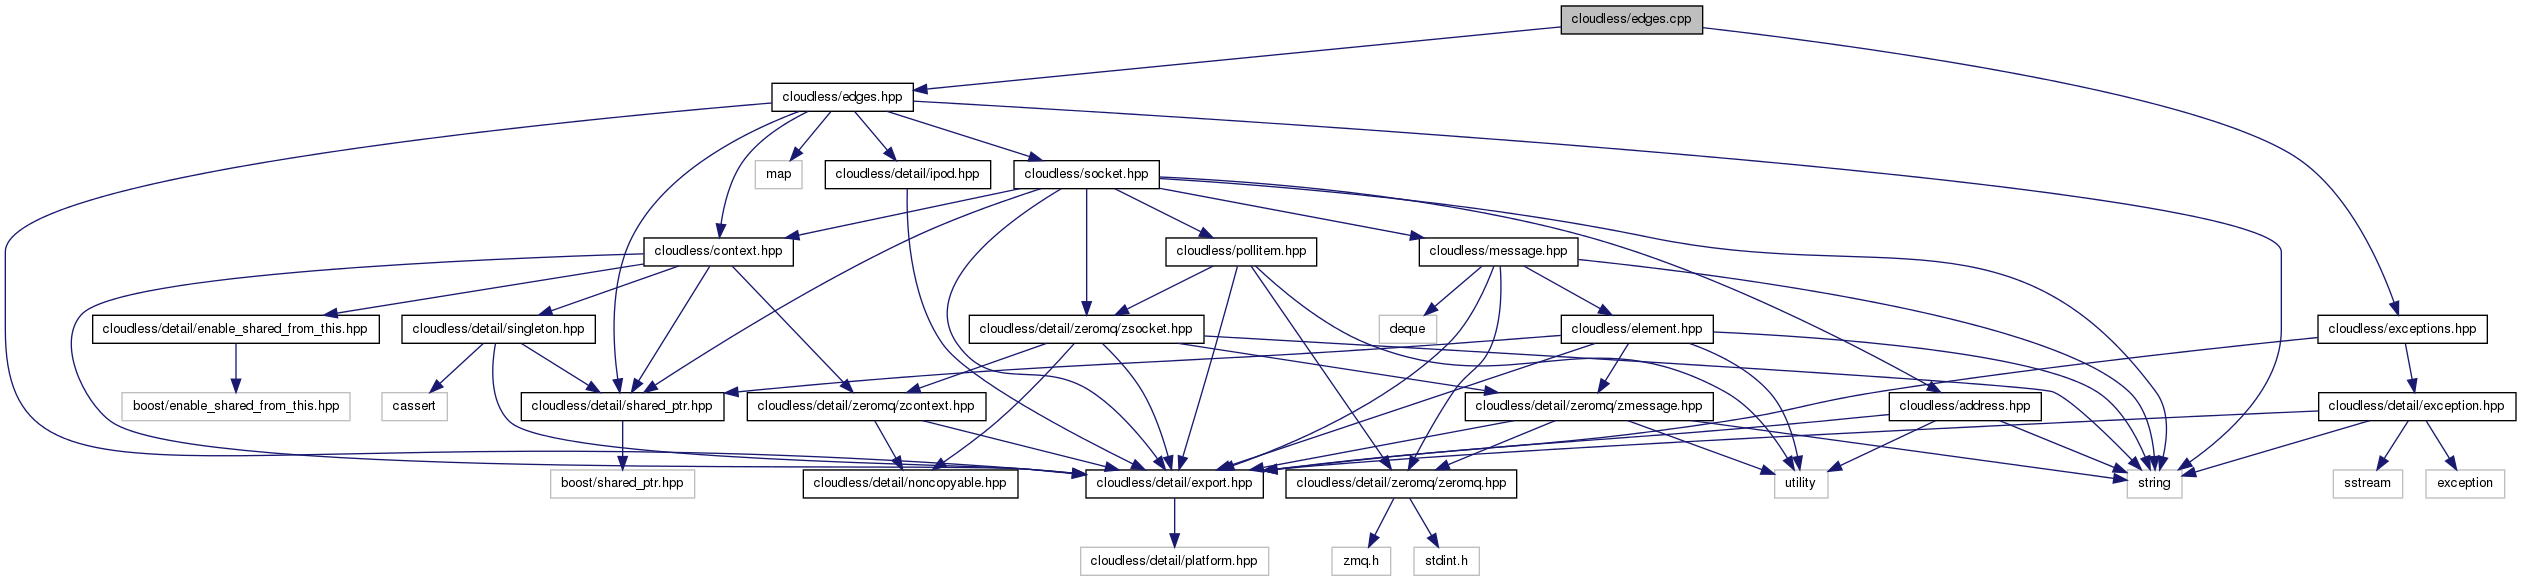 cloudless/edges.cpp
cloudless/edges.hpp
map
cloudless/detail/ipod.hpp
cloudless/socket.hpp
cloudless/context.hpp
cloudless/pollitem.hpp
cloudless/message.hpp
cloudless/detail/enable_shared_from_this.hpp
cloudless/detail/singleton.hpp
cloudless/detail/zeromq/zsocket.hpp
deque
cloudless/element.hpp
cloudless/exceptions.hpp
boost/enable_shared_from_this.hpp
cassert
cloudless/detail/shared_ptr.hpp
cloudless/detail/zeromq/zcontext.hpp
cloudless/detail/zeromq/zmessage.hpp
cloudless/address.hpp
cloudless/detail/exception.hpp
boost/shared_ptr.hpp
cloudless/detail/noncopyable.hpp
cloudless/detail/export.hpp
cloudless/detail/zeromq/zeromq.hpp
utility
string
sstream
exception
cloudless/detail/platform.hpp
zmq.h
stdint.h